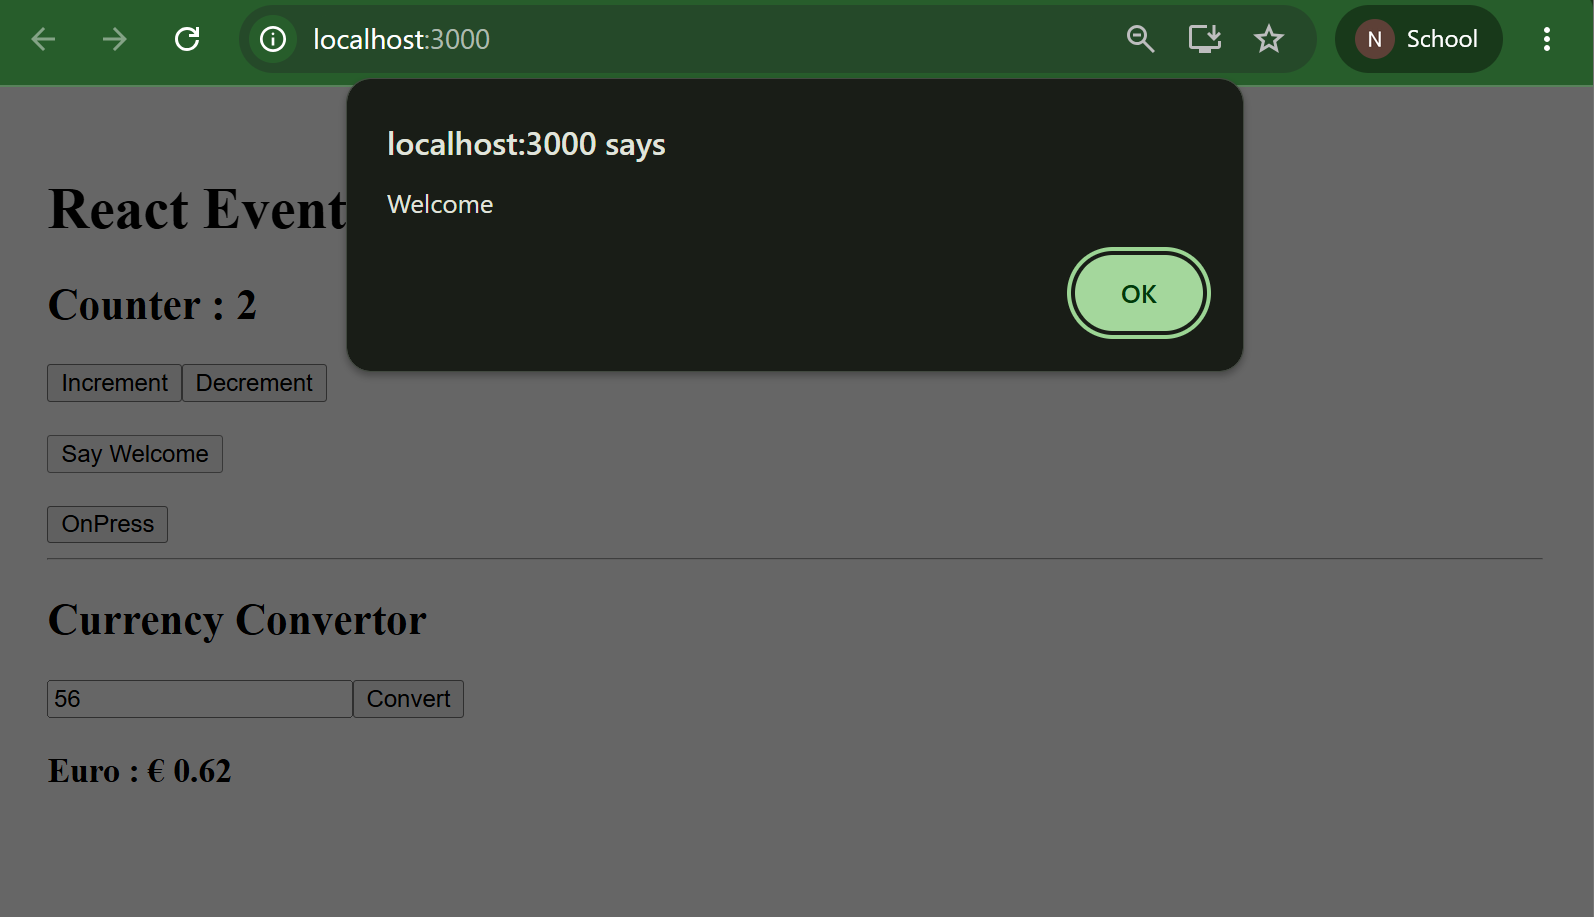 localhost:3000
N School
localhost:3000 says
Welcome
OK
React Event
Counter : 2
Increment Decrement
Say Welcome
OnPress
Currency Convertor
56 Convert
Euro : € 0.62